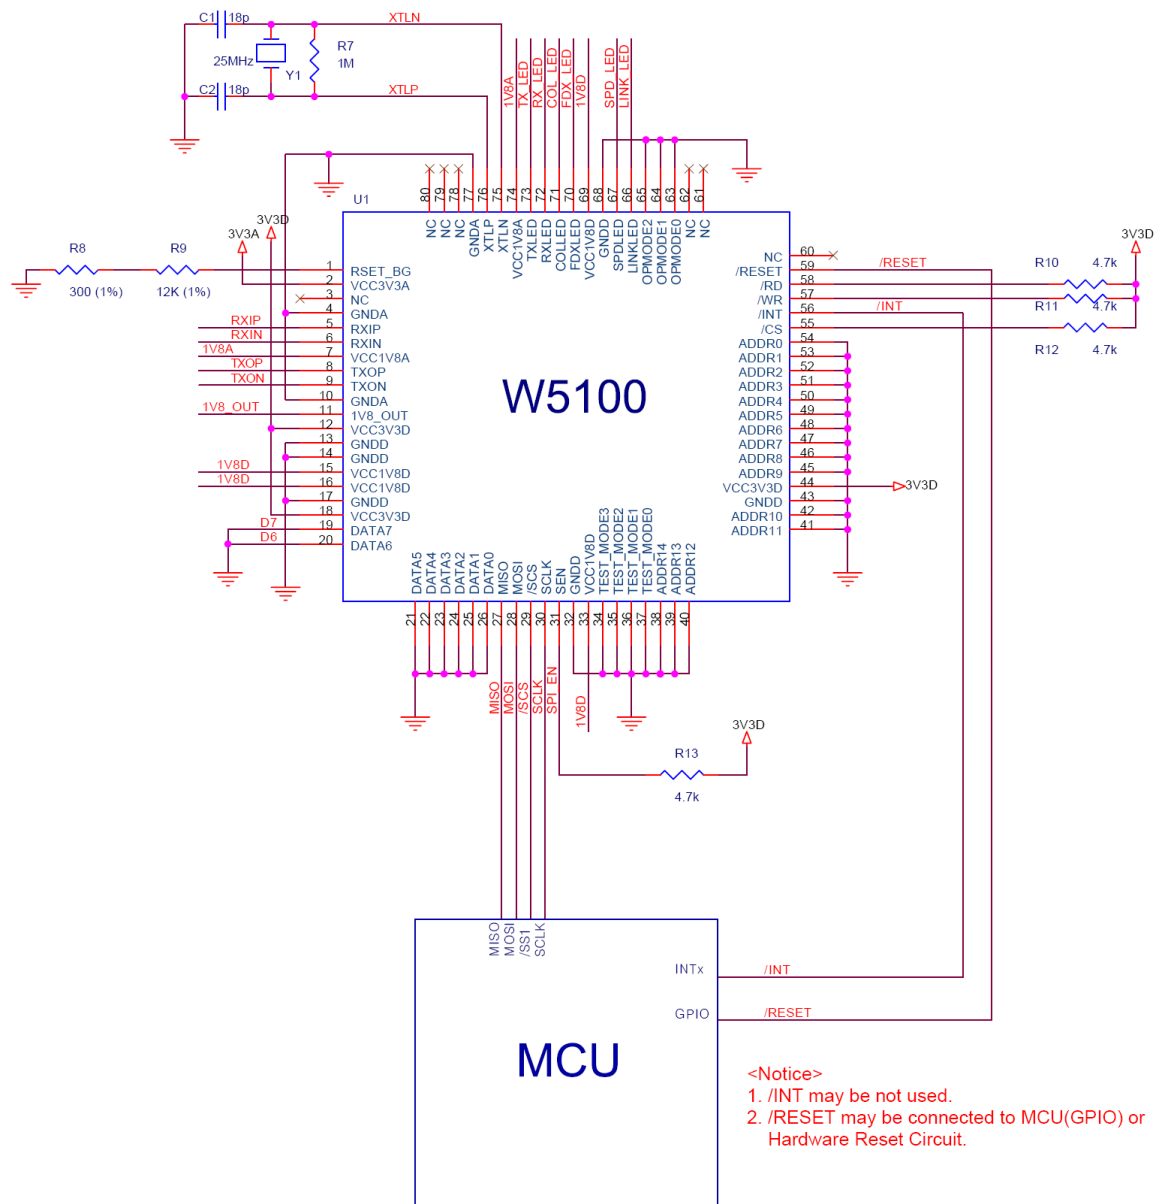 C1 18p
XTLN
25MHz
Y1
R7
1M
C2 18p
XTLP
1V8A
TX_LED
RX_LED
COL_LED
FDX_LED
1V8D
SPD_LED
LINK_LED
U1
80
79
78
77
76
75
74
73
72
71
70
69
68
67
66
65
64
63
62
61
NC
NC
NC
GNDA
XTLP
XTLN
VCC1V8A
TXLED
RXLED
COLLED
FDXLED
VCC1V8D
GNDD
SPDLED
LINKLED
OPMODE2
OPMODE1
OPMODE0
NC
NC
3V3D
3V3A
R8
R9
300 (1%)
12K (1%)
1 RSET_BG
2 VCC3V3A
3 NC
4 GNDA
RXIP 5 RXIP
RXIN 6 RXIN
1V8A 7 VCC1V8A
TXOP 8 TXOP
TXON 9 TXON
10 GNDA
1V8_OUT 11 1V8_OUT
12 VCC3V3D
13 GNDD
14 GNDD
1V8D 15 VCC1V8D
1V8D 16 VCC1V8D
17 GNDD
18 VCC3V3D
D7 19 DATA7
D6 20 DATA6
W5100
NC 60
/RESET 59 /RESET
/RD 58
/WR 57
/INT 56 /INT
/CS 55
ADDR0 54
ADDR1 53
ADDR2 52
ADDR3 51
ADDR4 50
ADDR5 49
ADDR6 48
ADDR7 47
ADDR8 46
ADDR9 45
VCC3V3D 44 3V3D
GNDD 43
ADDR10 42
ADDR11 41
3V3D
R10 4.7k
R11 4.7k
R12 4.7k
DATA5
DATA4
DATA3
DATA2
DATA1
DATA0
MISO
MOSI
/SCS
SCLK
SEN
GNDD
VCC1V8D
TEST_MODE3
TEST_MODE2
TEST_MODE1
TEST_MODE0
ADDR14
ADDR13
ADDR12
21
22
23
24
25
26
27
28
29
30
31
32
33
34
35
36
37
38
39
40
MISO
MOSI
/SCS
SCLK
SPI_EN
1V8D
3V3D
R13
4.7k
MISO
MOSI
/SS1
SCLK
INTx
/INT
GPIO
/RESET
MCU
<Notice>
1. /INT may be not used.
2. /RESET may be connected to MCU(GPIO) or
Hardware Reset Circuit.